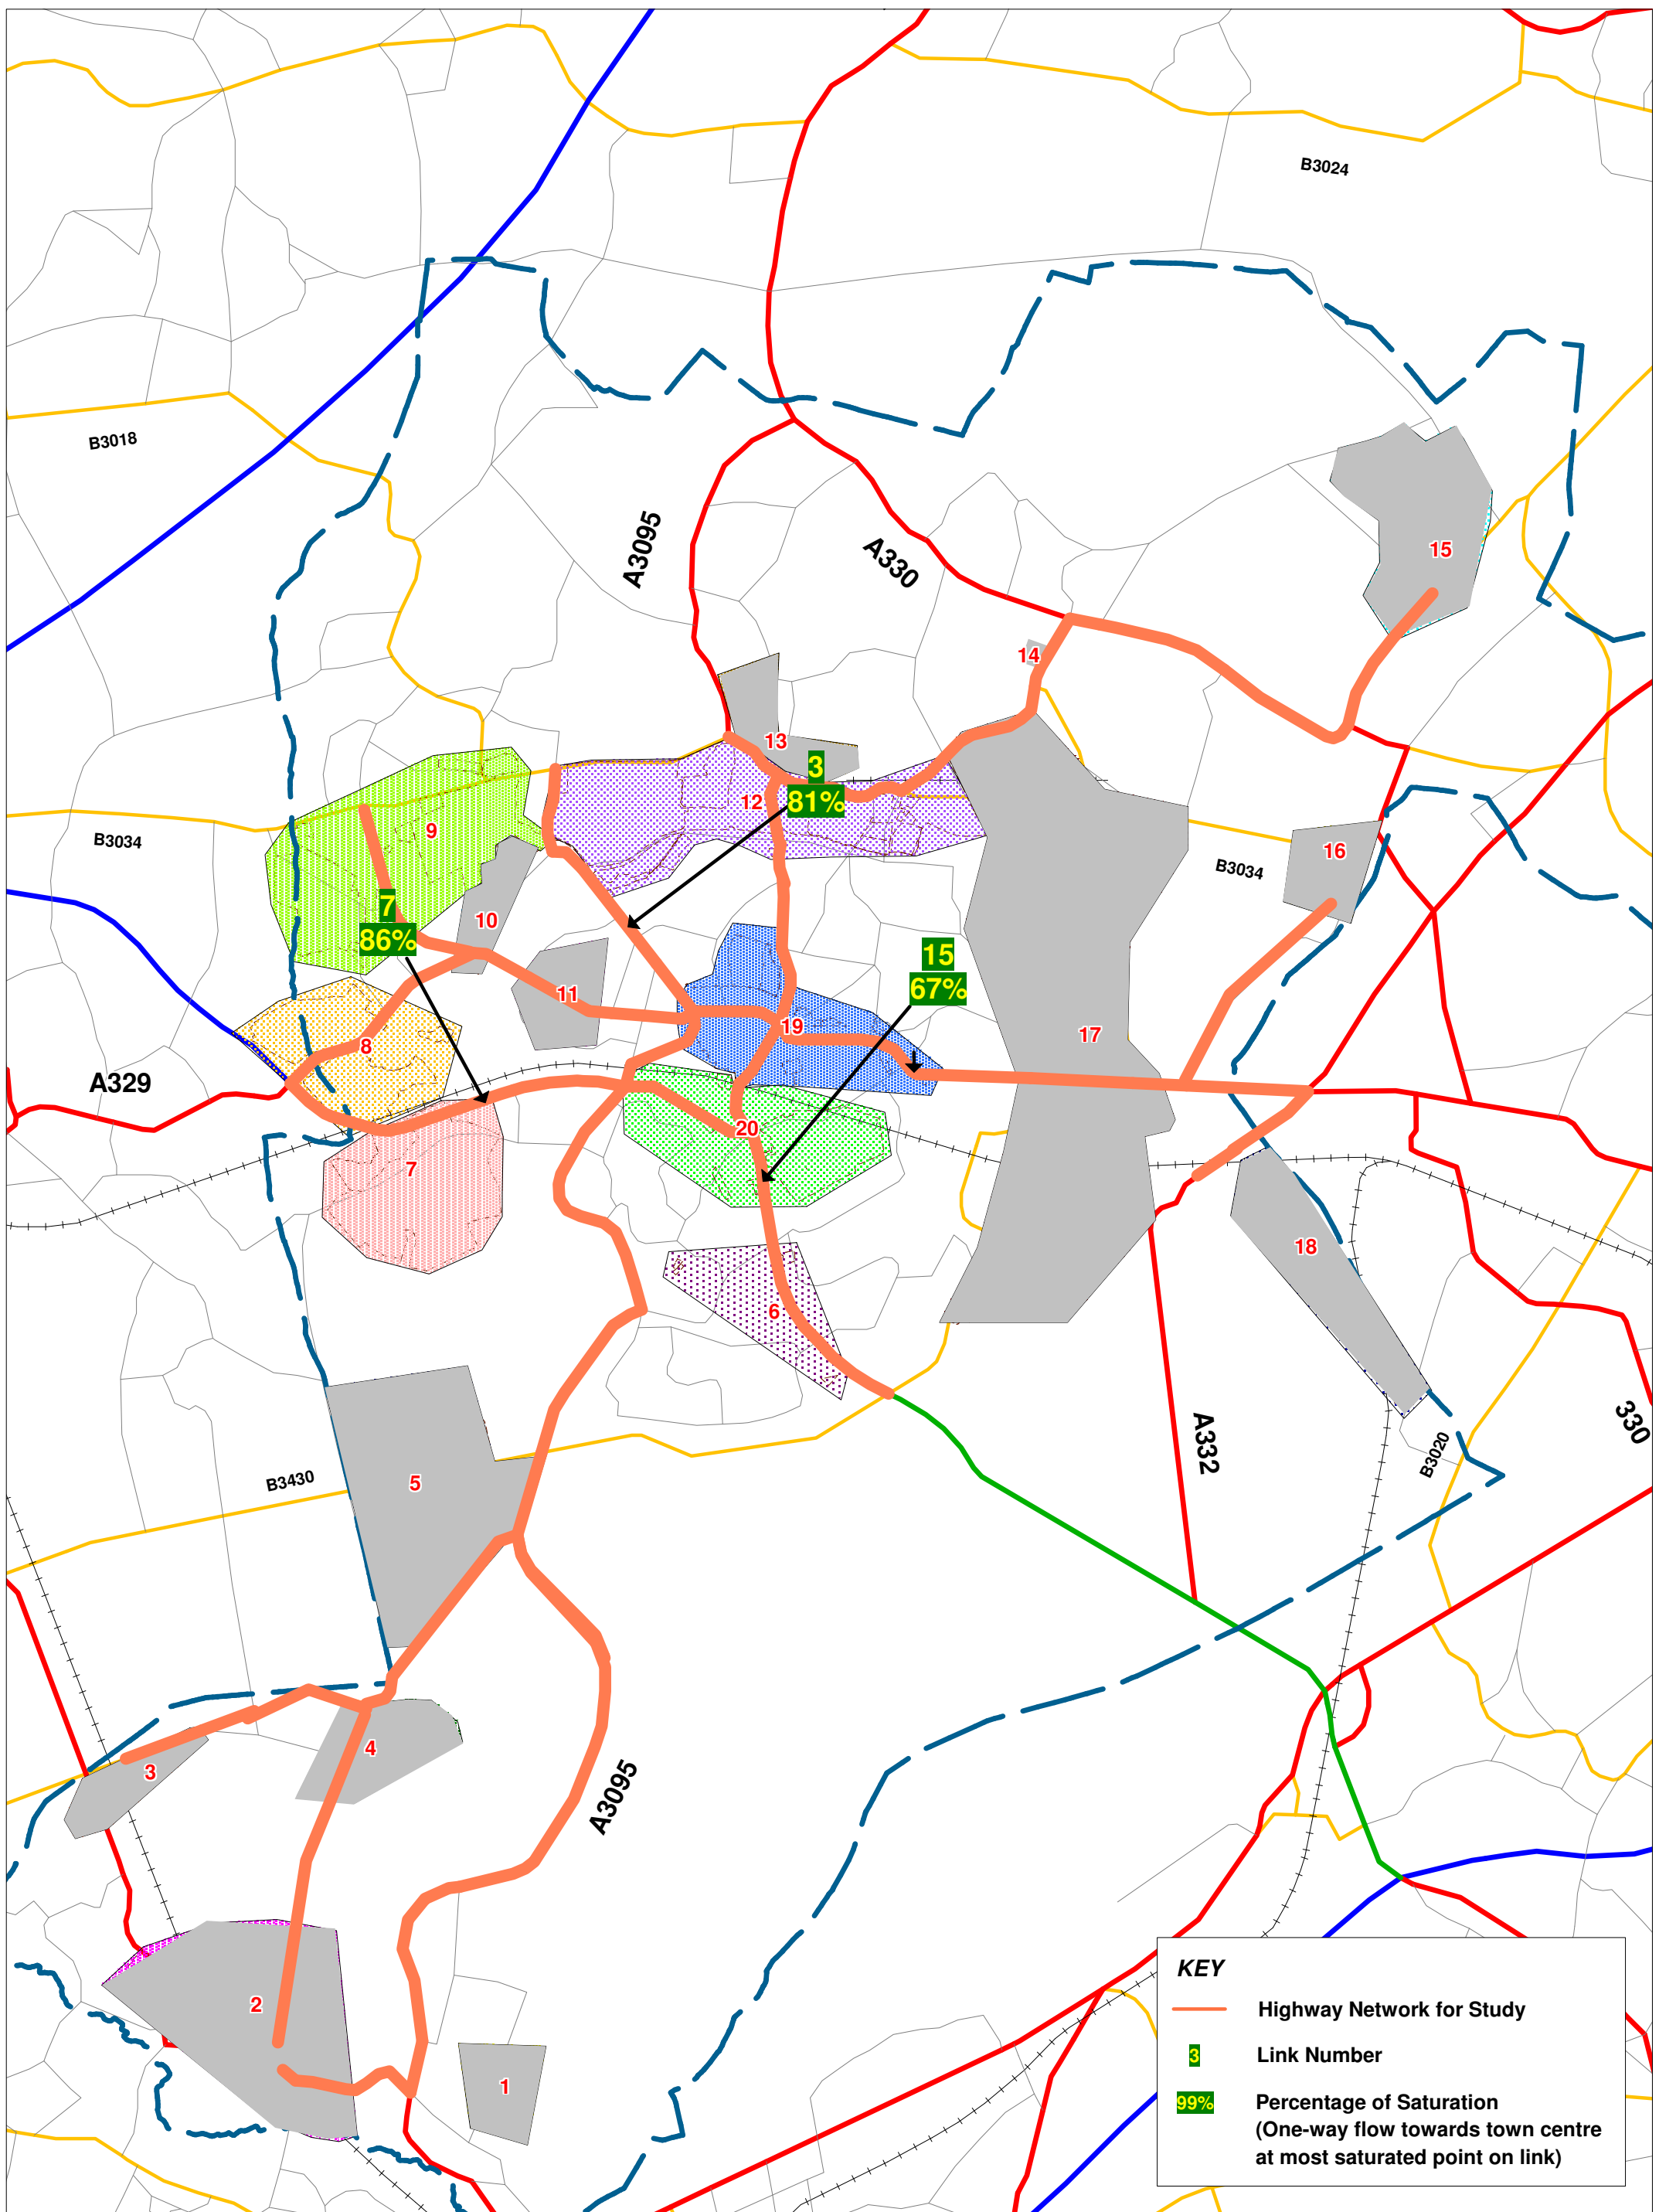 B3024
B3018
A3095
A330
15
14
13
3
81%
12
9
B3034
B3034
16
7
86%
10
15
67%
11
19
17
8
A329
20
7
18
6
A332
330
B3020
5
B3430
4
3
A3095
2
1
KEY
Highway Network for Study
3
Link Number
99%
Percentage of Saturation
(One-way flow towards town centre
at most saturated point on link)